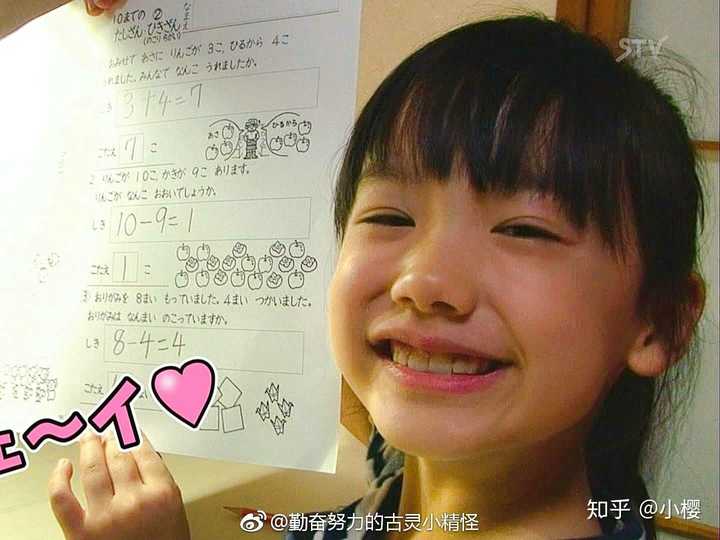 10までの ②
なまえ
たしざん・ひきざん
(のこり ちがい)
おみせで あさに りんごが 3こ、ひるから 4こ
うれました。みんなで なんこ うれましたか。
しき 3+4=7
あさ ひるから
こたえ 7 こ
2 りんごが 10こ、かきが 9こ あります。
りんごが なんこ おおいでしょうか。
しき 10-9=1
こたえ 1 こ
3 おりがみを 8まい もっていました。4まい つかいました。
おりがみは なんまい のこっていますか。
しき 8-4=4
こたえ
ェ〜イ
STV
@勤奋努力的古灵小精怪
知乎 @小樱